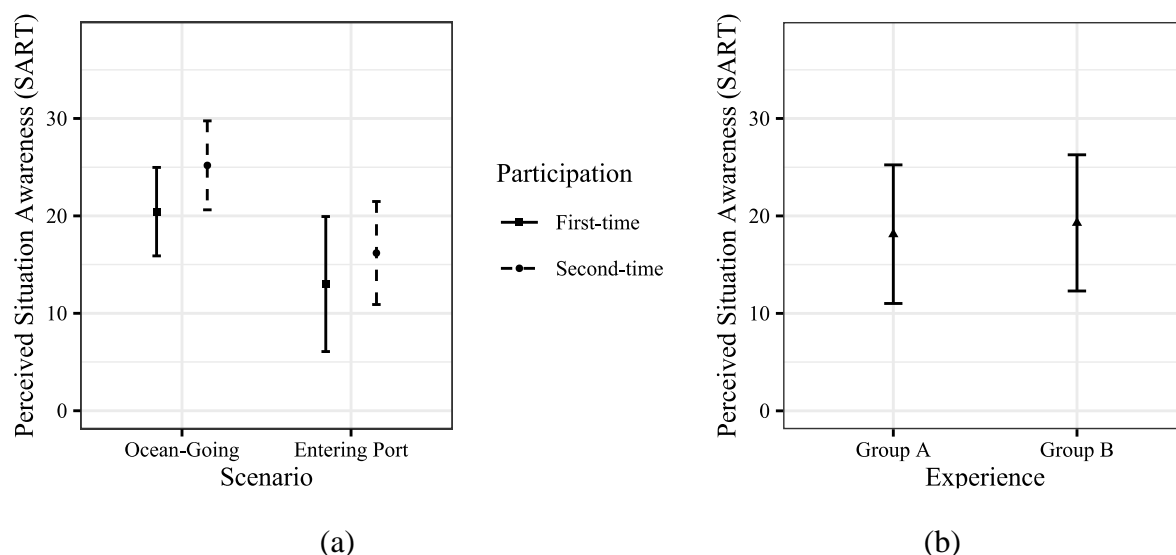 Perceived Situation Awareness (SART)
30
20
10
0
Ocean-Going Entering Port
Scenario
(a)
Participation
First-time
Second-time
Perceived Situation Awareness (SART)
30
20
10
0
Group A Group B
Experience
(b)